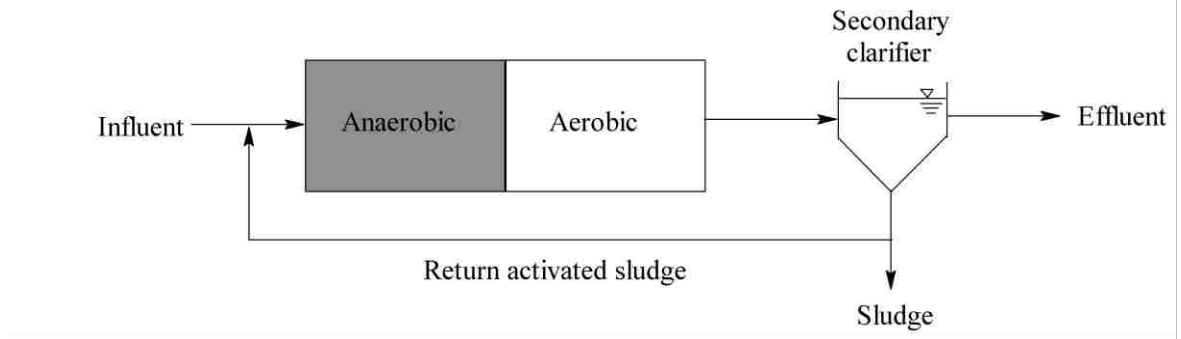 Secondary
clarifier
Influent
Anaerobic
Aerobic
Effluent
Return activated sludge
Sludge